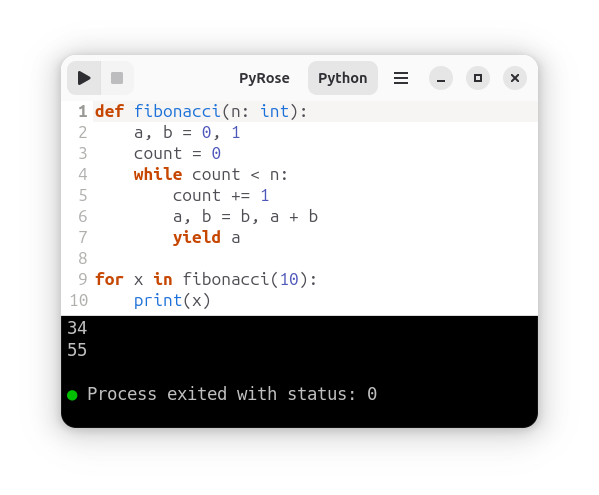 PyRose Python
1 def fibonacci(n: int):
2     a, b = 0, 1
3     count = 0
4     while count < n:
5         count += 1
6         a, b = b, a + b
7         yield a
8
9 for x in fibonacci(10):
10     print(x)
34
55
Process exited with status: 0